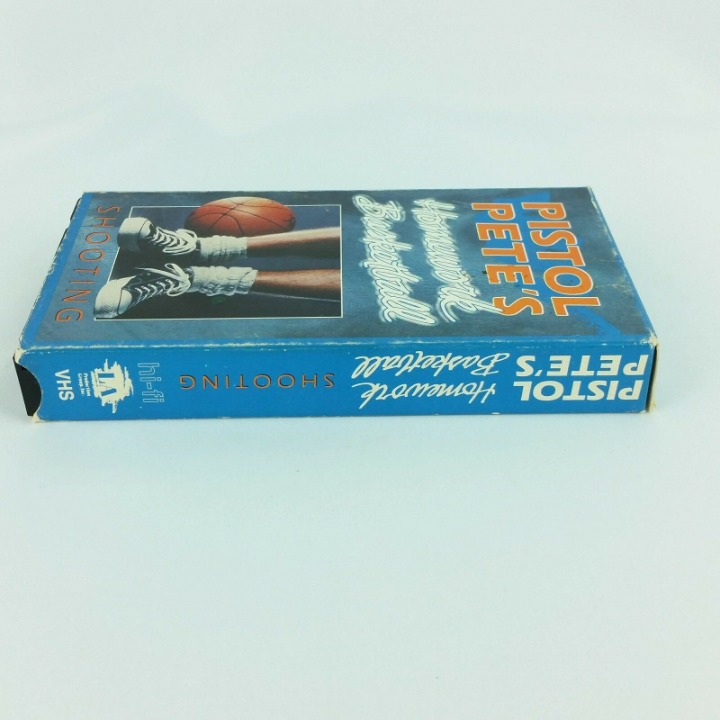 PISTOL
PETE'S
Homework
Basketball
SHOOTING
PISTOL
PETE'S
Homework
Basketball
SHOOTING
hi-fi
VHS